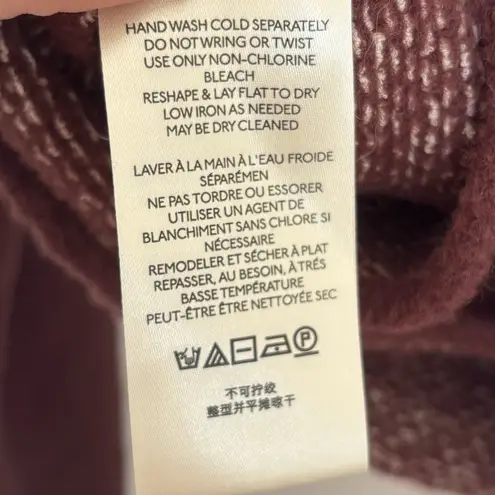 HAND WASH COLD SEPARATELY
DO NOT WRING OR TWIST
USE ONLY NON-CHLORINE
BLEACH
RESHAPE & LAY FLAT TO DRY
LOW IRON AS NEEDED
MAY BE DRY CLEANED
LAVER À LA MAIN À L'EAU FROIDE
SÉPARÉMEN
NE PAS TORDRE OU ESSORER
UTILISER UN AGENT DE
BLANCHIMENT SANS CHLORE SI
NÉCESSAIRE
REMODELER ET SÉCHER À PLAT
REPASSER, AU BESOIN, À TRÉS
BASSE TEMPÉRATURE
PEUT-ÊTRE ÊTRE NETTOYÉE SEC
P
不可拧绞
整型并平摊晾干